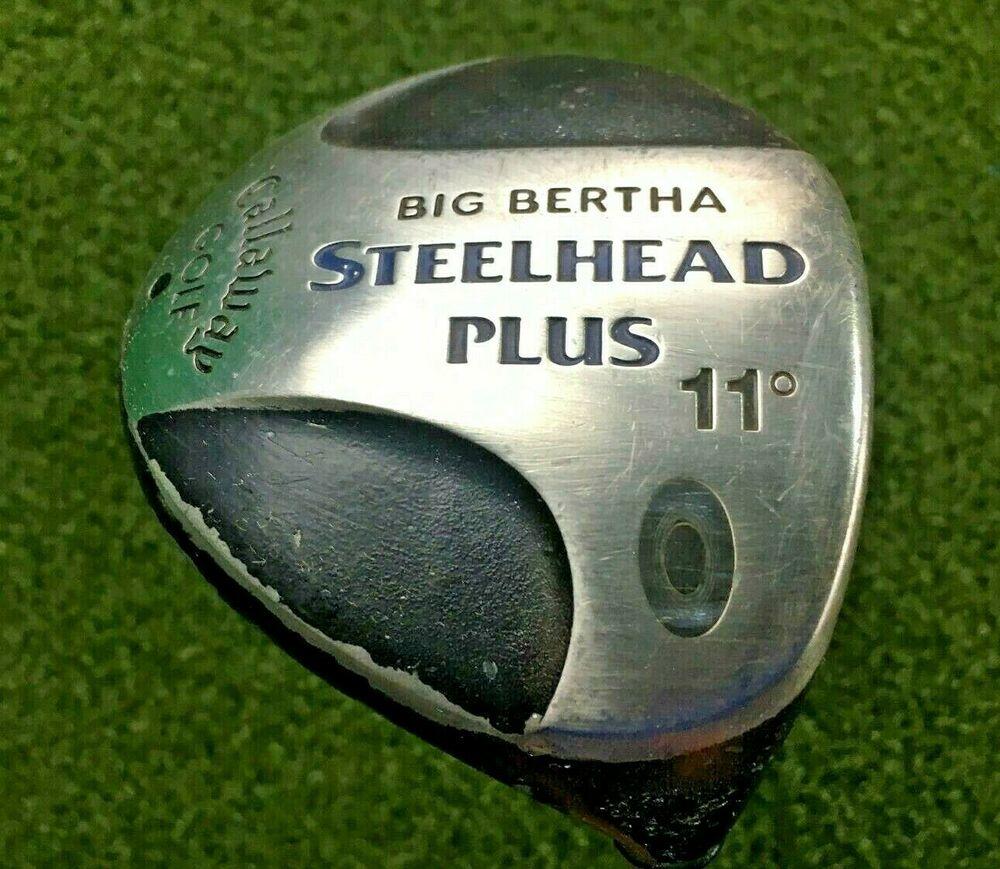 BIG BERTHA
STEELHEAD
PLUS
11°
Callaway
GOLF